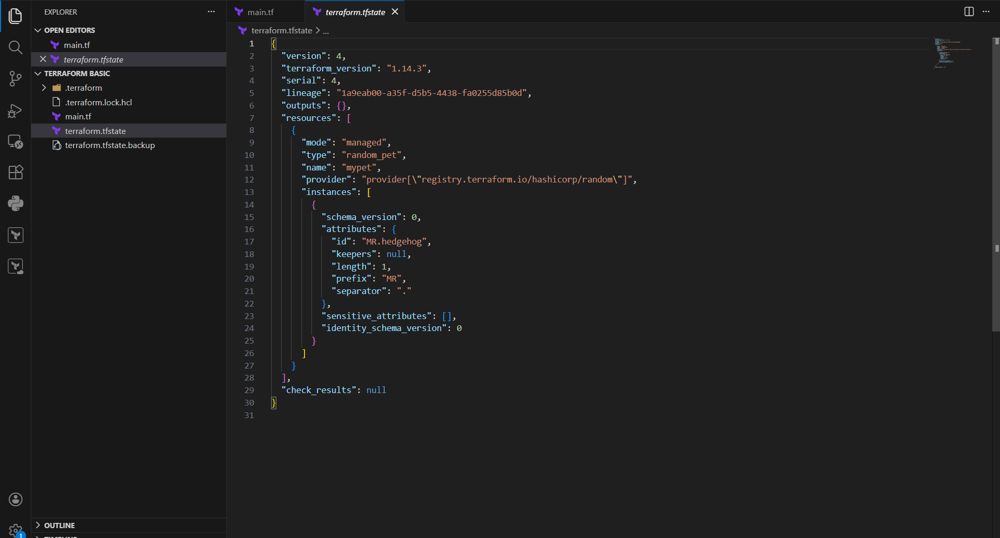 EXPLORER
OPEN EDITORS
main.tf
terraform.tfstate
TERRAFORM BASIC
.terraform
.terraform.lock.hcl
main.tf
terraform.tfstate
terraform.tfstate.backup
OUTLINE
TIMELINE
1
main.tf
terraform.tfstate
terraform.tfstate > ...
1 {
2 "version": 4,
3 "terraform_version": "1.14.3",
4 "serial": 4,
5 "lineage": "1a9eab00-a35f-d5b5-4438-fa0255d85b0d",
6 "outputs": {},
7 "resources": [
8 {
9 "mode": "managed",
10 "type": "random_pet",
11 "name": "mypet",
12 "provider": "provider[\"registry.terraform.io/hashicorp/random\"]",
13 "instances": [
14 {
15 "schema_version": 0,
16 "attributes": {
17 "id": "MR.hedgehog",
18 "keepers": null,
19 "length": 1,
20 "prefix": "MR",
21 "separator": "."
22 },
23 "sensitive_attributes": [],
24 "identity_schema_version": 0
25 }
26 ]
27 }
28 ],
29 "check_results": null
30 }
31